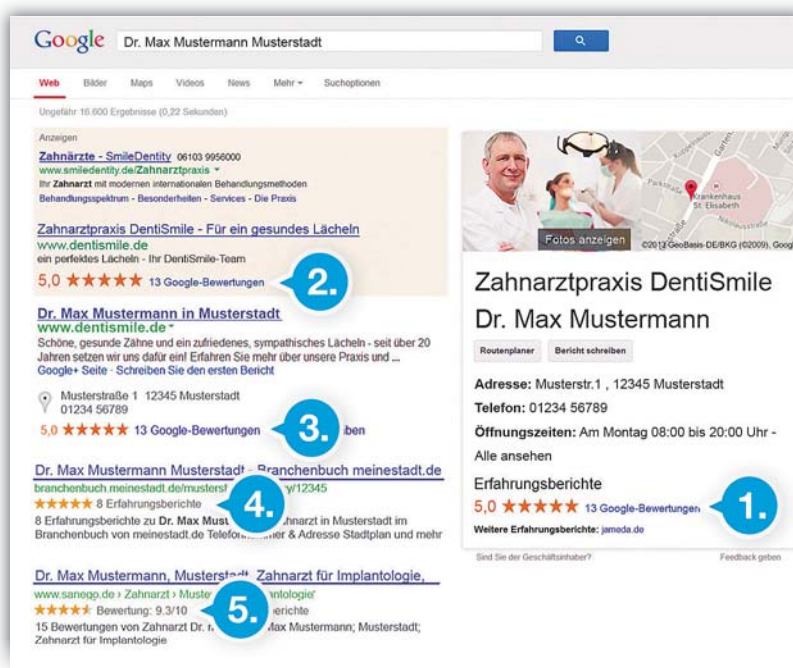 Google Dr. Max Mustermann Musterstadt
Web Bilder Maps Videos News Mehr Suchoptionen
Ungefähr 16.600 Ergebnisse (0,22 Sekunden)
Anzeigen
Zahnärzte - SmileDentity 06103 9956000
www.smiledentity.de/Zahnarztpraxis
Ihr Zahnarzt mit modernen internationalen Behandlungsmethoden
Behandlungsspektrum - Besonderheiten - Services - Die Praxis
Zahnarztpraxis DentiSmile - Für ein gesundes Lächeln
www.dentismile.de
ein perfektes Lächeln - Ihr DentiSmile-Team
5,0 ★★★★★ 13 Google-Bewertungen
2.
Dr. Max Mustermann in Musterstadt
www.dentismile.de
Schöne, gesunde Zähne und ein zufriedenes, sympathisches Lächeln - seit über 20
Jahren setzen wir uns dafür ein! Erfahren Sie mehr über unsere Praxis und ...
Google+ Seite - Schreiben Sie den ersten Bericht
Musterstraße 1 12345 Musterstadt
01234 56789
5,0 ★★★★★ 13 Google-Bewertungen
3.
Dr. Max Mustermann Musterstadt - Branchenbuch meinestadt.de
branchenbuch.meinestadt.de/musterst /12345
★★★★★ 8 Erfahrungsberichte
4.
8 Erfahrungsberichte zu Dr. Max in Musterstadt im
Branchenbuch von meinestadt.de & Adresse Stadtplan und mehr
Dr. Max Mustermann, Musterstadt, Zahnarzt für Implantologie,
www.sanego.de › Zahnarzt ›
Bewertung: 9.3/10
5.
15 Bewertungen von Zahnarzt Dr. Max Mustermann; Musterstadt;
Zahnarzt für Implantologie
Fotos anzeigen
Krankenhaus
St. Elisabeth
Parkstraße
Zahnarztpraxis DentiSmile
Dr. Max Mustermann
Routenplaner Bericht schreiben
Adresse: Musterstr.1 , 12345 Musterstadt
Telefon: 01234 56789
Öffnungszeiten: Am Montag 08:00 bis 20:00 Uhr -
Alle ansehen
Erfahrungsberichte
5,0 ★★★★★ 13 Google-Bewertungen
1.
Weitere Erfahrungsberichte: jameda.de
Sind Sie der Geschäftsinhaber? Feedback geben